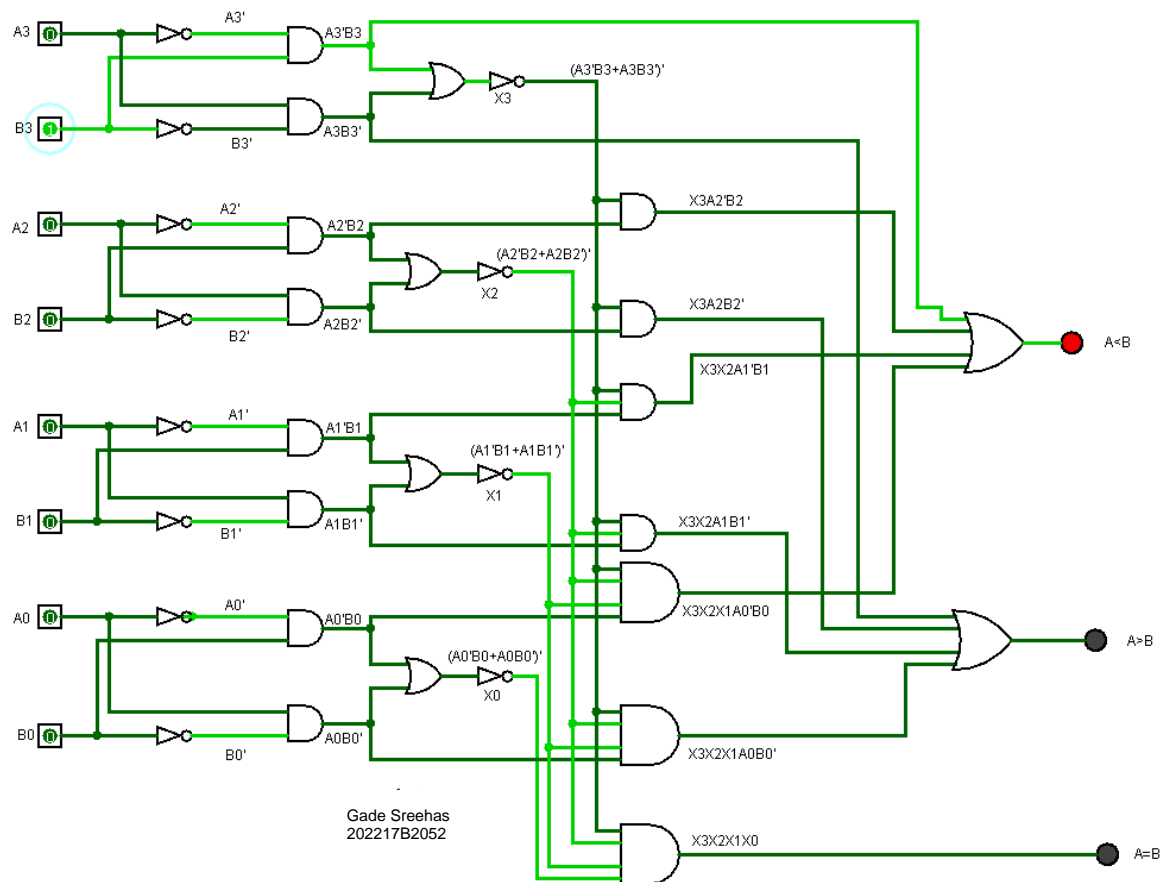 A3'
A3
0
A3'B3
(A3'B3+A3B3')'
X3
B3
1
A3B3'
B3'
X3A2'B2
A2'
A2
0
A2'B2
(A2'B2+A2B2')'
X2
X3A2B2'
B2
0
A2B2'
B2'
A<B
X3X2A1'B1
A1'
A1
0
A1'B1
(A1'B1+A1B1')'
X1
B1
0
A1B1'
B1'
X3X2A1B1'
A0'
A0
0
A0'B0
X3X2X1A0'B0
A>B
(A0'B0+A0B0')'
X0
B0
0
A0B0'
B0'
X3X2X1A0B0'
Gade Sreehas
202217B2052
X3X2X1X0
A=B